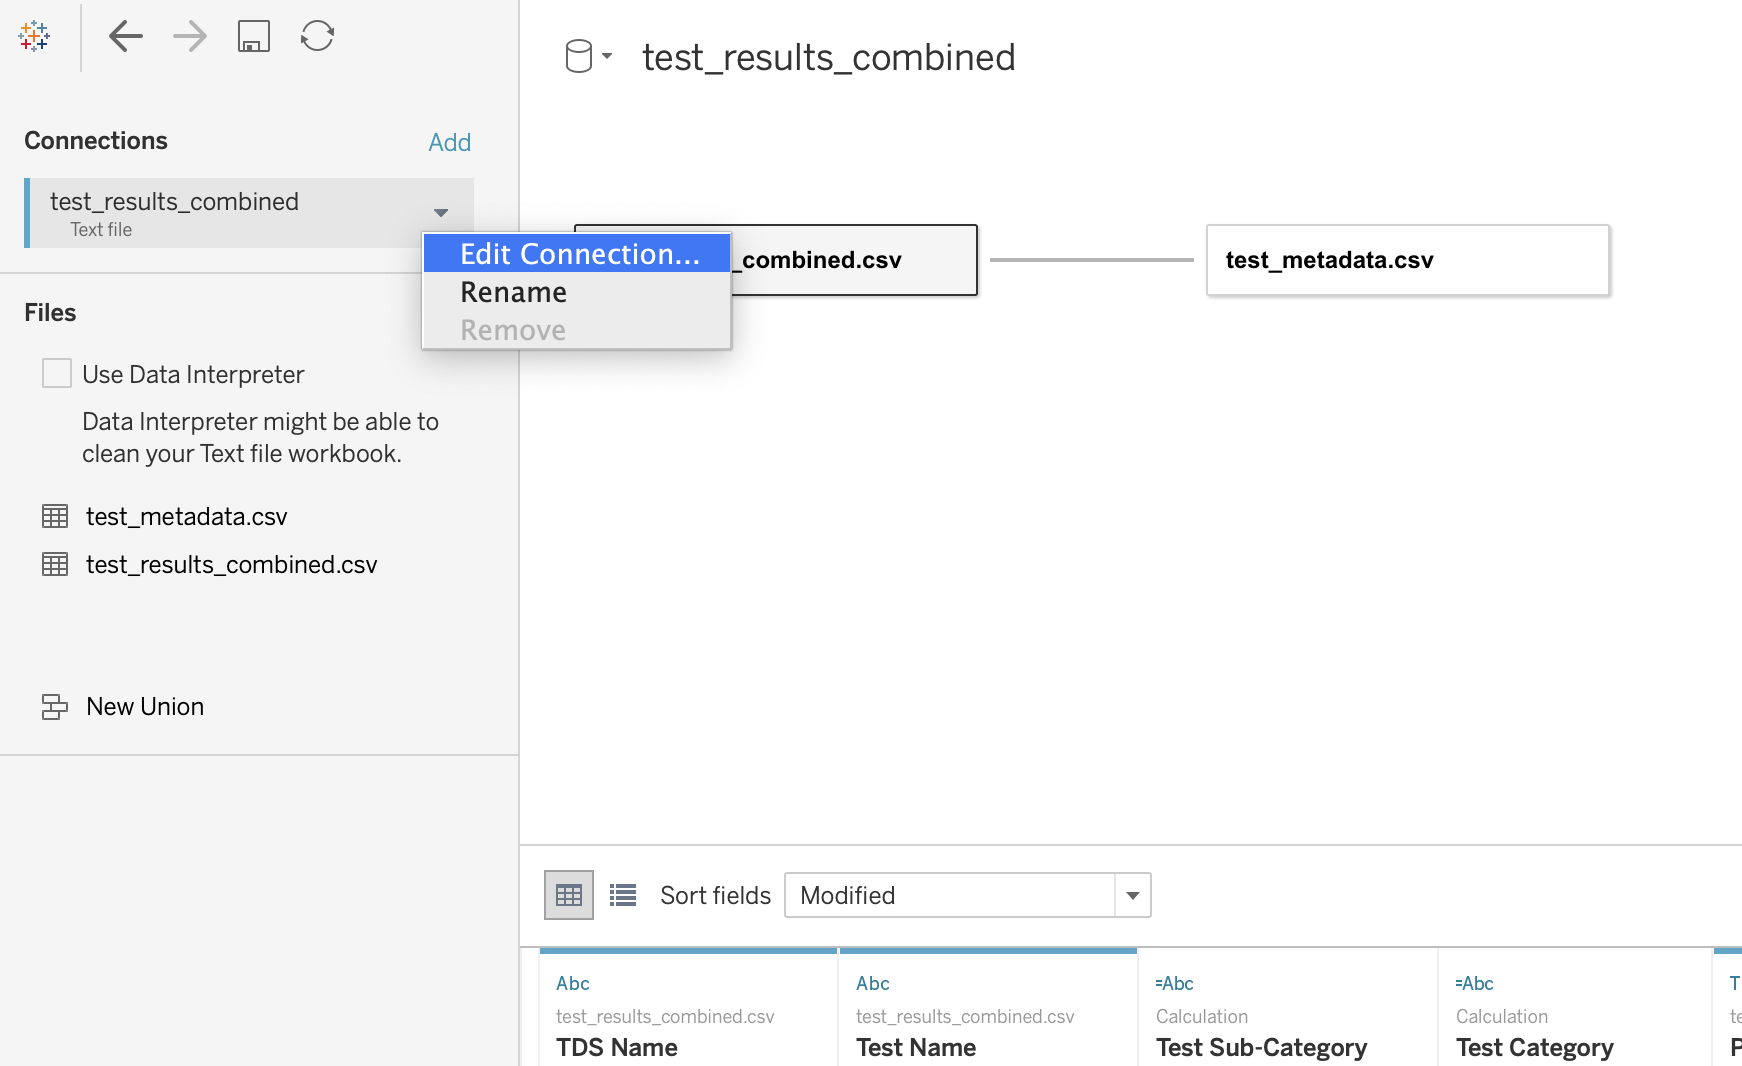 test_results_combined
Connections
Add
test_results_combined
Text file
Edit Connection...
Rename
Remove
_combined.csv
test_metadata.csv
Files
Use Data Interpreter
Data Interpreter might be able to
clean your Text file workbook.
test_metadata.csv
test_results_combined.csv
New Union
Sort fields
Modified
Abc
test_results_combined.csv
TDS Name
Abc
test_results_combined.csv
Test Name
=Abc
Calculation
Test Sub-Category
=Abc
Calculation
Test Category